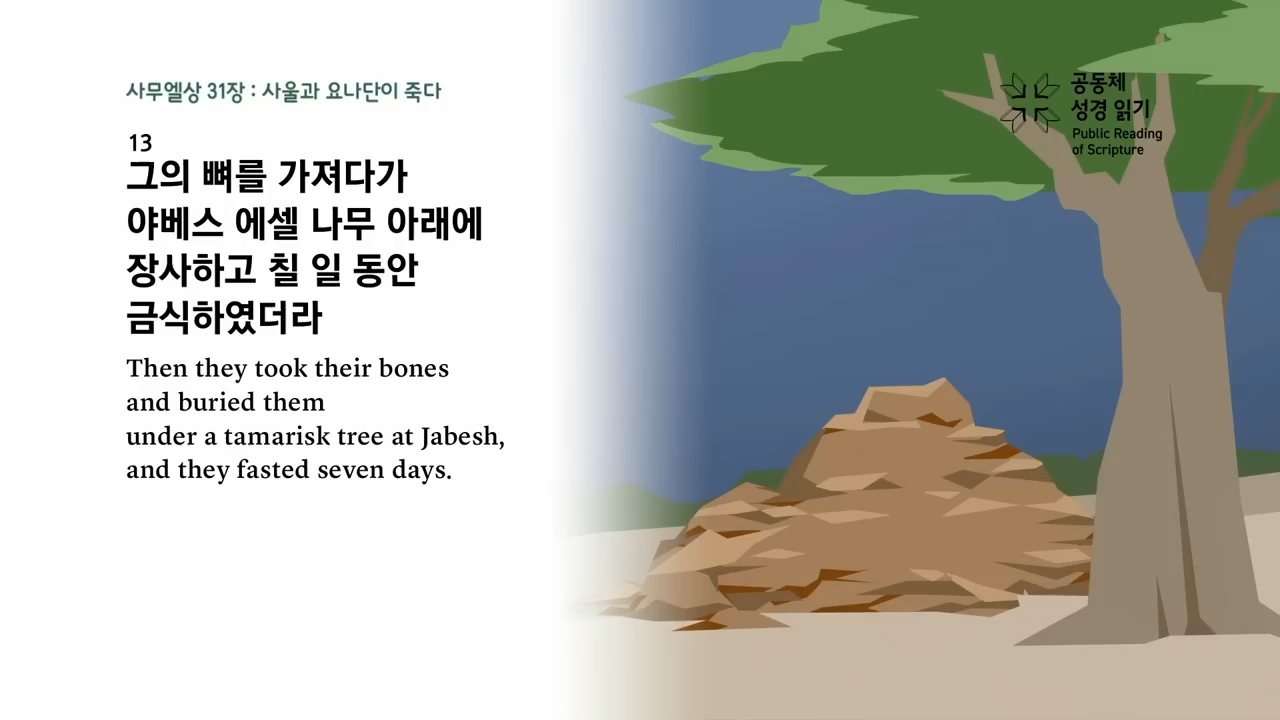 사무엘상 31장 : 사울과 요나단이 죽다
13
그의 뼈를 가져다가
야베스 에셀 나무 아래에
장사하고 칠 일 동안
금식하였더라
Then they took their bones
and buried them
under a tamarisk tree at Jabesh,
and they fasted seven days.
공동체
성경 읽기
Public Reading
of Scripture